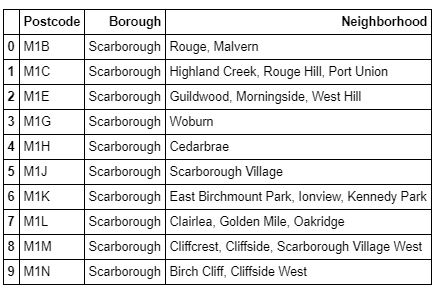 Postcode Borough Neighborhood
0 M1B Scarborough Rouge, Malvern
1 M1C Scarborough Highland Creek, Rouge Hill, Port Union
2 M1E Scarborough Guildwood, Morningside, West Hill
3 M1G Scarborough Woburn
4 M1H Scarborough Cedarbrae
5 M1J Scarborough Scarborough Village
6 M1K Scarborough East Birchmount Park, Ionview, Kennedy Park
7 M1L Scarborough Clairlea, Golden Mile, Oakridge
8 M1M Scarborough Cliffcrest, Cliffside, Scarborough Village West
9 M1N Scarborough Birch Cliff, Cliffside West